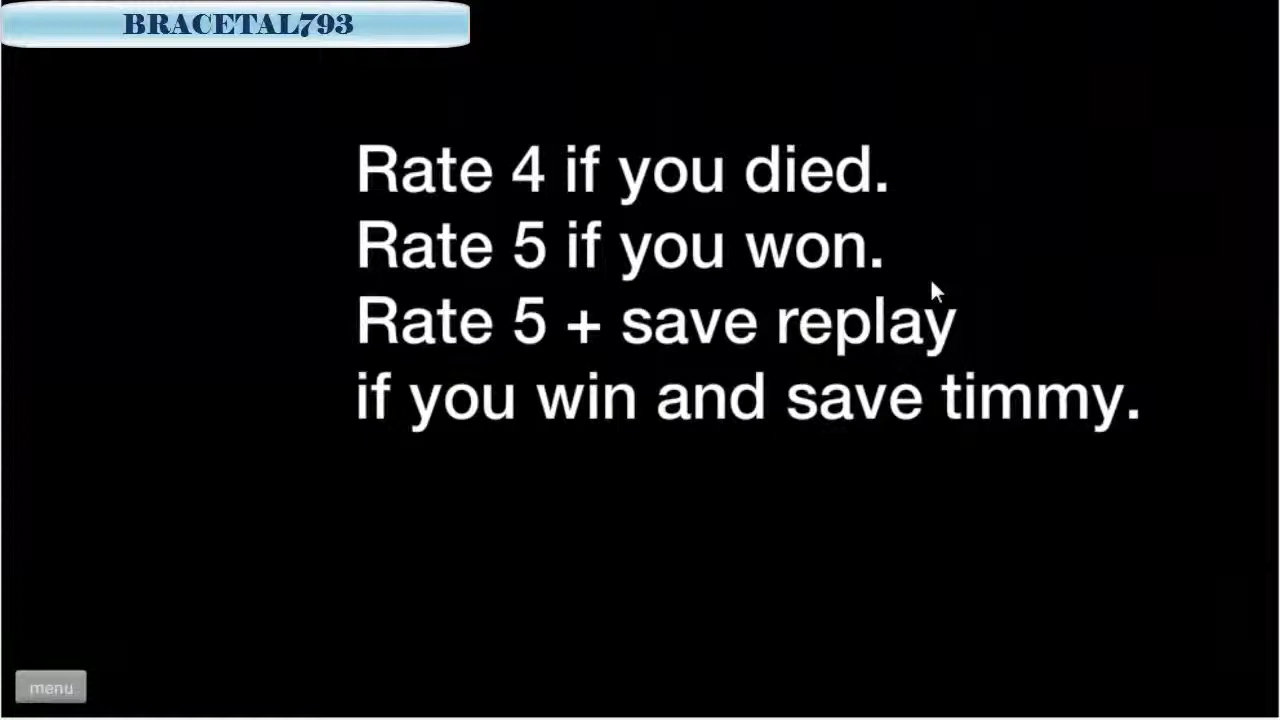 BRACETAL793
Rate 4 if you died.
Rate 5 if you won.
Rate 5 + save replay
if you win and save timmy.
menu